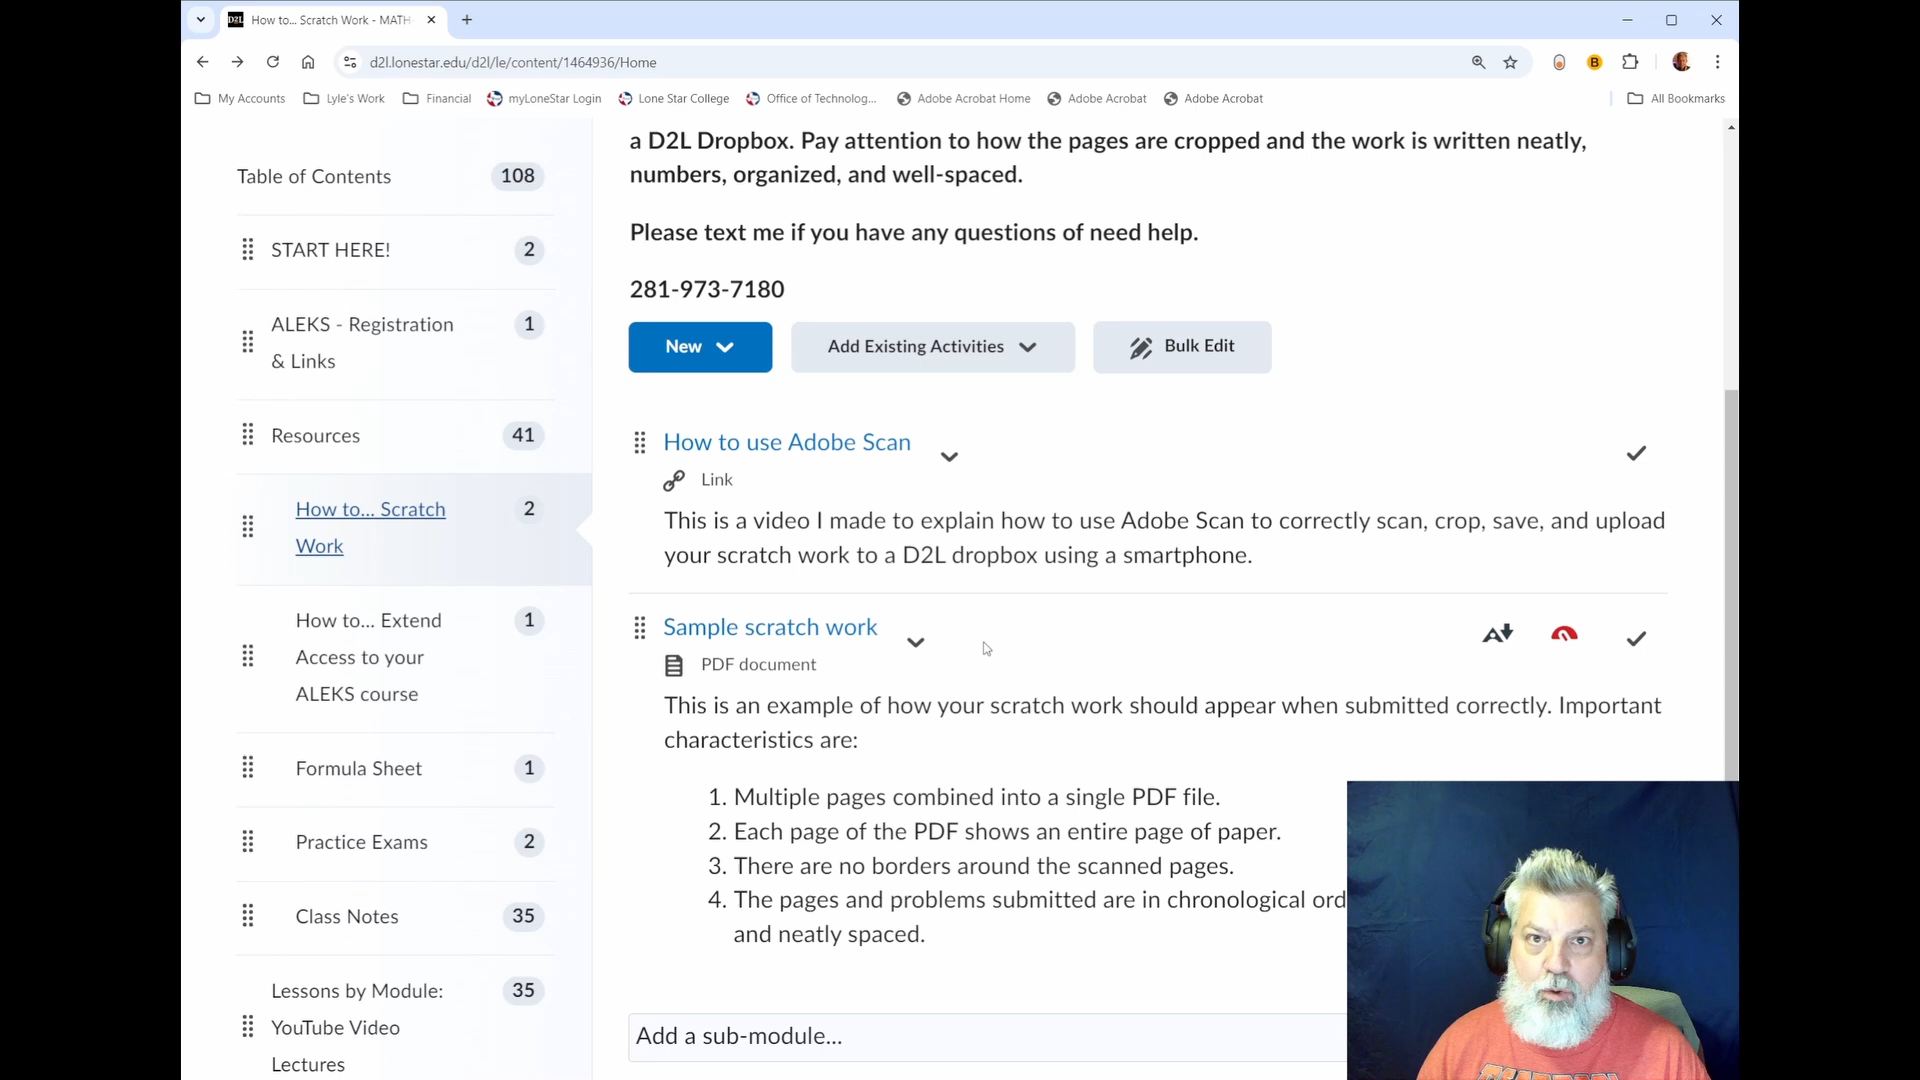 D2L How to... Scratch Work - MATH-
d2l.lonestar.edu/d2l/le/content/1464936/Home
B
My Accounts
Lyle's Work
Financial
myLoneStar Login
Lone Star College
Office of Technolog...
Adobe Acrobat Home
Adobe Acrobat
Adobe Acrobat
All Bookmarks
Table of Contents 108
START HERE! 2
ALEKS - Registration 1
& Links
Resources 41
How to... Scratch 2
Work
How to... Extend 1
Access to your
ALEKS course
Formula Sheet 1
Practice Exams 2
Class Notes 35
Lessons by Module: 35
YouTube Video
Lectures
a D2L Dropbox. Pay attention to how the pages are cropped and the work is written neatly,
numbers, organized, and well-spaced.
Please text me if you have any questions of need help.
281-973-7180
New
Add Existing Activities
Bulk Edit
How to use Adobe Scan
Link
This is a video I made to explain how to use Adobe Scan to correctly scan, crop, save, and upload
your scratch work to a D2L dropbox using a smartphone.
Sample scratch work
PDF document
This is an example of how your scratch work should appear when submitted correctly. Important
characteristics are:
1. Multiple pages combined into a single PDF file.
2. Each page of the PDF shows an entire page of paper.
3. There are no borders around the scanned pages.
4. The pages and problems submitted are in chronological ord
and neatly spaced.
Add a sub-module...